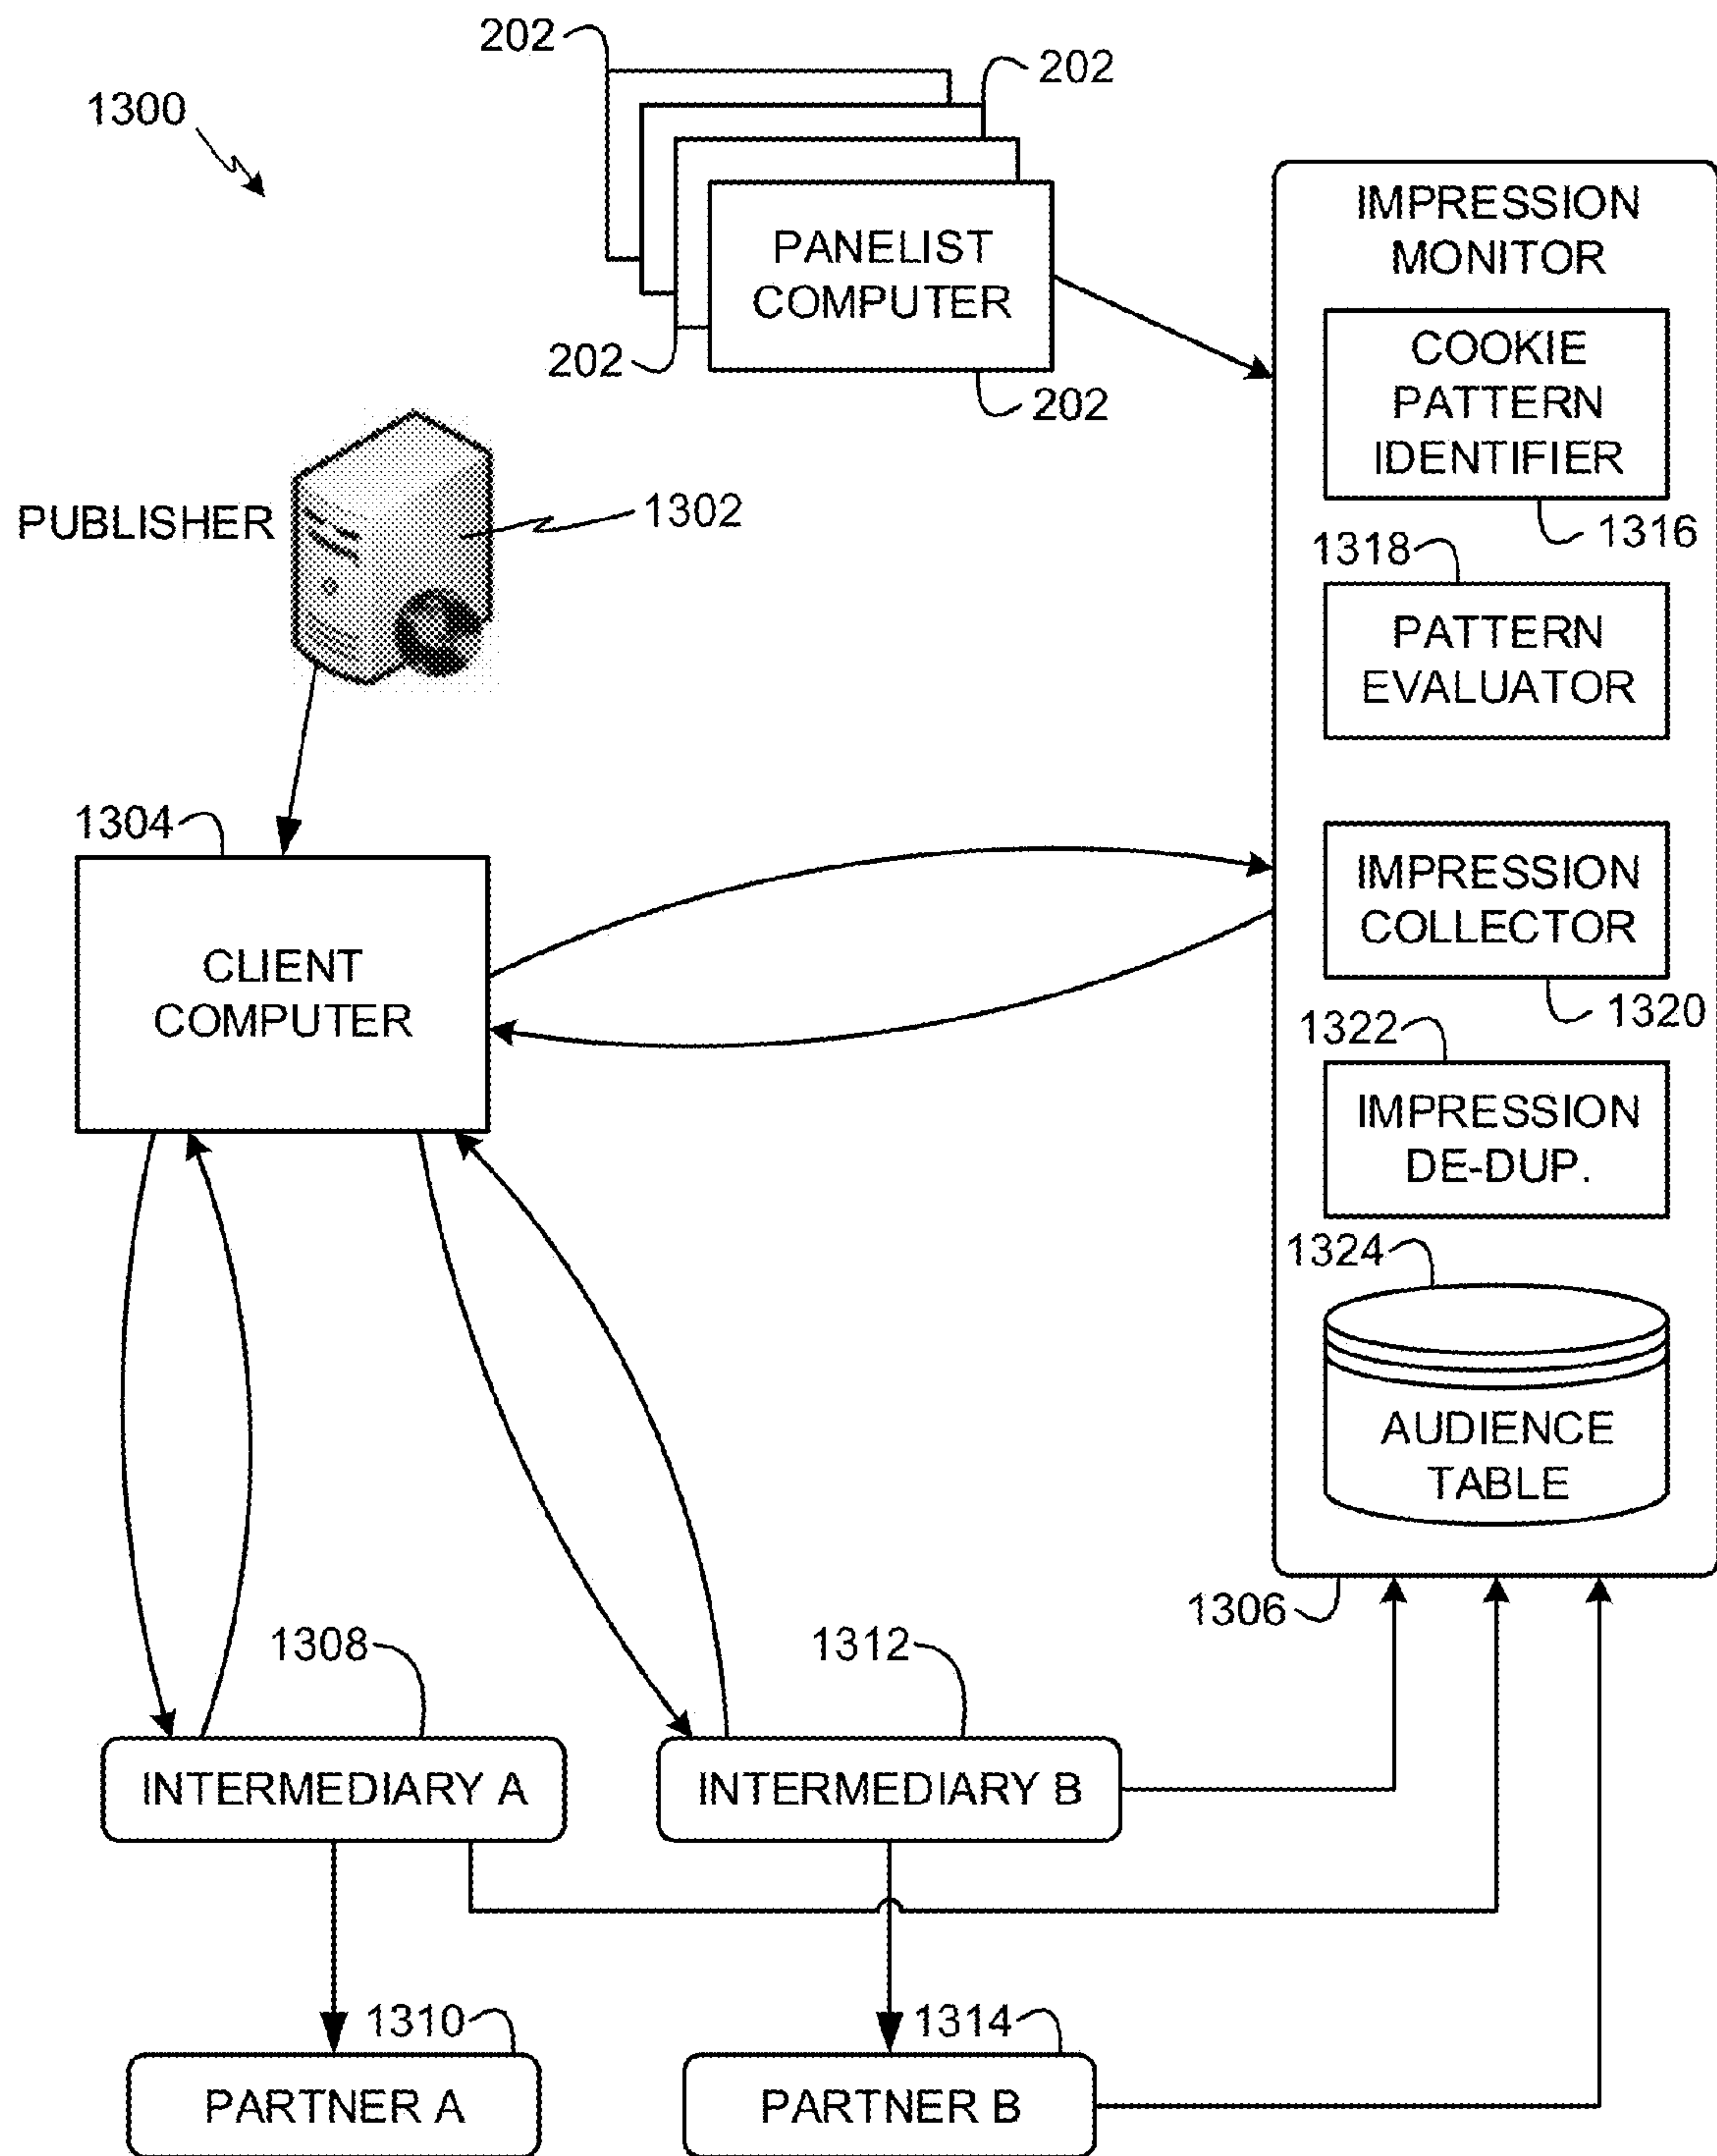 202
202
1300
PANELIST
COMPUTER
202
202
IMPRESSION
MONITOR
COOKIE
PATTERN
IDENTIFIER
1316
PUBLISHER
1302
1318
PATTERN
EVALUATOR
1304
CLIENT
COMPUTER
IMPRESSION
COLLECTOR
1320
1322
IMPRESSION
DE-DUP.
1324
AUDIENCE
TABLE
1306
1308
1312
INTERMEDIARY A
INTERMEDIARY B
1310
1314
PARTNER A
PARTNER B